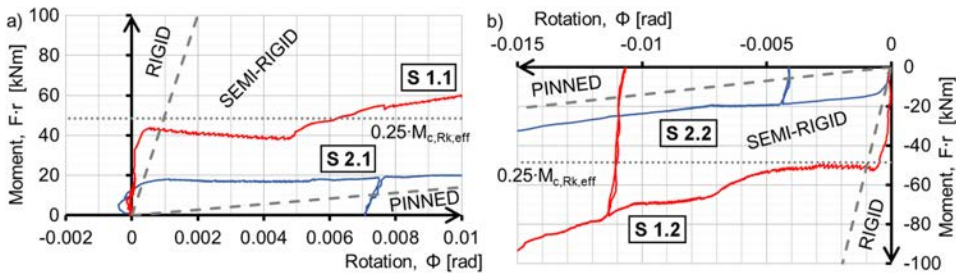 a)
Moment, F·r [kNm]
100
80
60
40
20
0
RIGID
SEMI-RIGID
S 1.1
0.25·M_c,Rk,eff
S 2.1
PINNED
-0.002 0 0.002 0.004 0.006 0.008 0.01
Rotation, Φ [rad]
b) Rotation, Φ [rad]
-0.015 -0.01 -0.005 0
PINNED
S 2.2
SEMI-RIGID
0.25·M_c,Rk,eff
S 1.2
RIGID
0
-20
-40
-60
-80
-100
Moment, F·r [kNm]